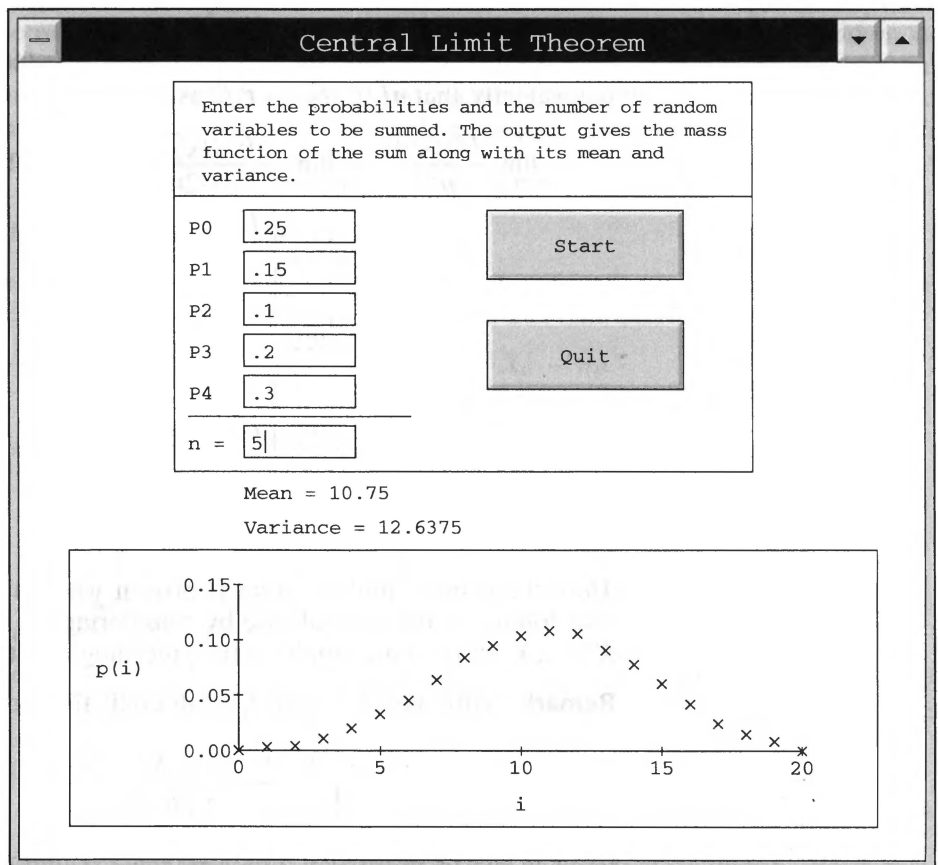 Central Limit Theorem
Enter the probabilities and the number of random
variables to be summed. The output gives the mass
function of the sum along with its mean and
variance.
P0 .25
Start
P1 .15
P2 .1
P3 .2
Quit
P4 .3
n = 5
Mean = 10.75
Variance = 12.6375
0.15
0.10
p(i)
0.05
0.00
0 5 10 15 20
i